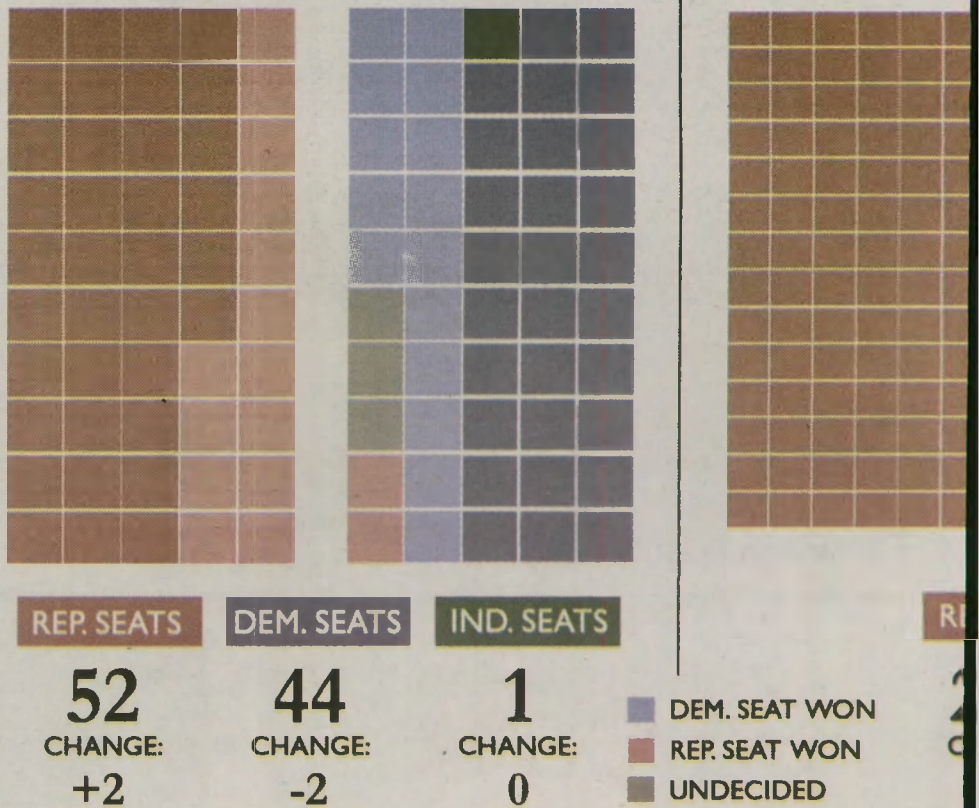 REP. SEATS DEM. SEATS IND. SEATS
52 44 1
CHANGE: CHANGE: CHANGE:
+2 -2 0
DEM. SEAT WON
REP. SEAT WON
UNDECIDED